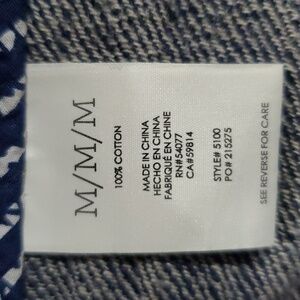 M/M/M
100% COTTON
MADE IN CHINA
HECHO EN CHINA
FABRIQUÉ EN CHINE
RN#54077
CA#59814
STYLE# 5100
PO# 215275
SEE REVERSE FOR CARE